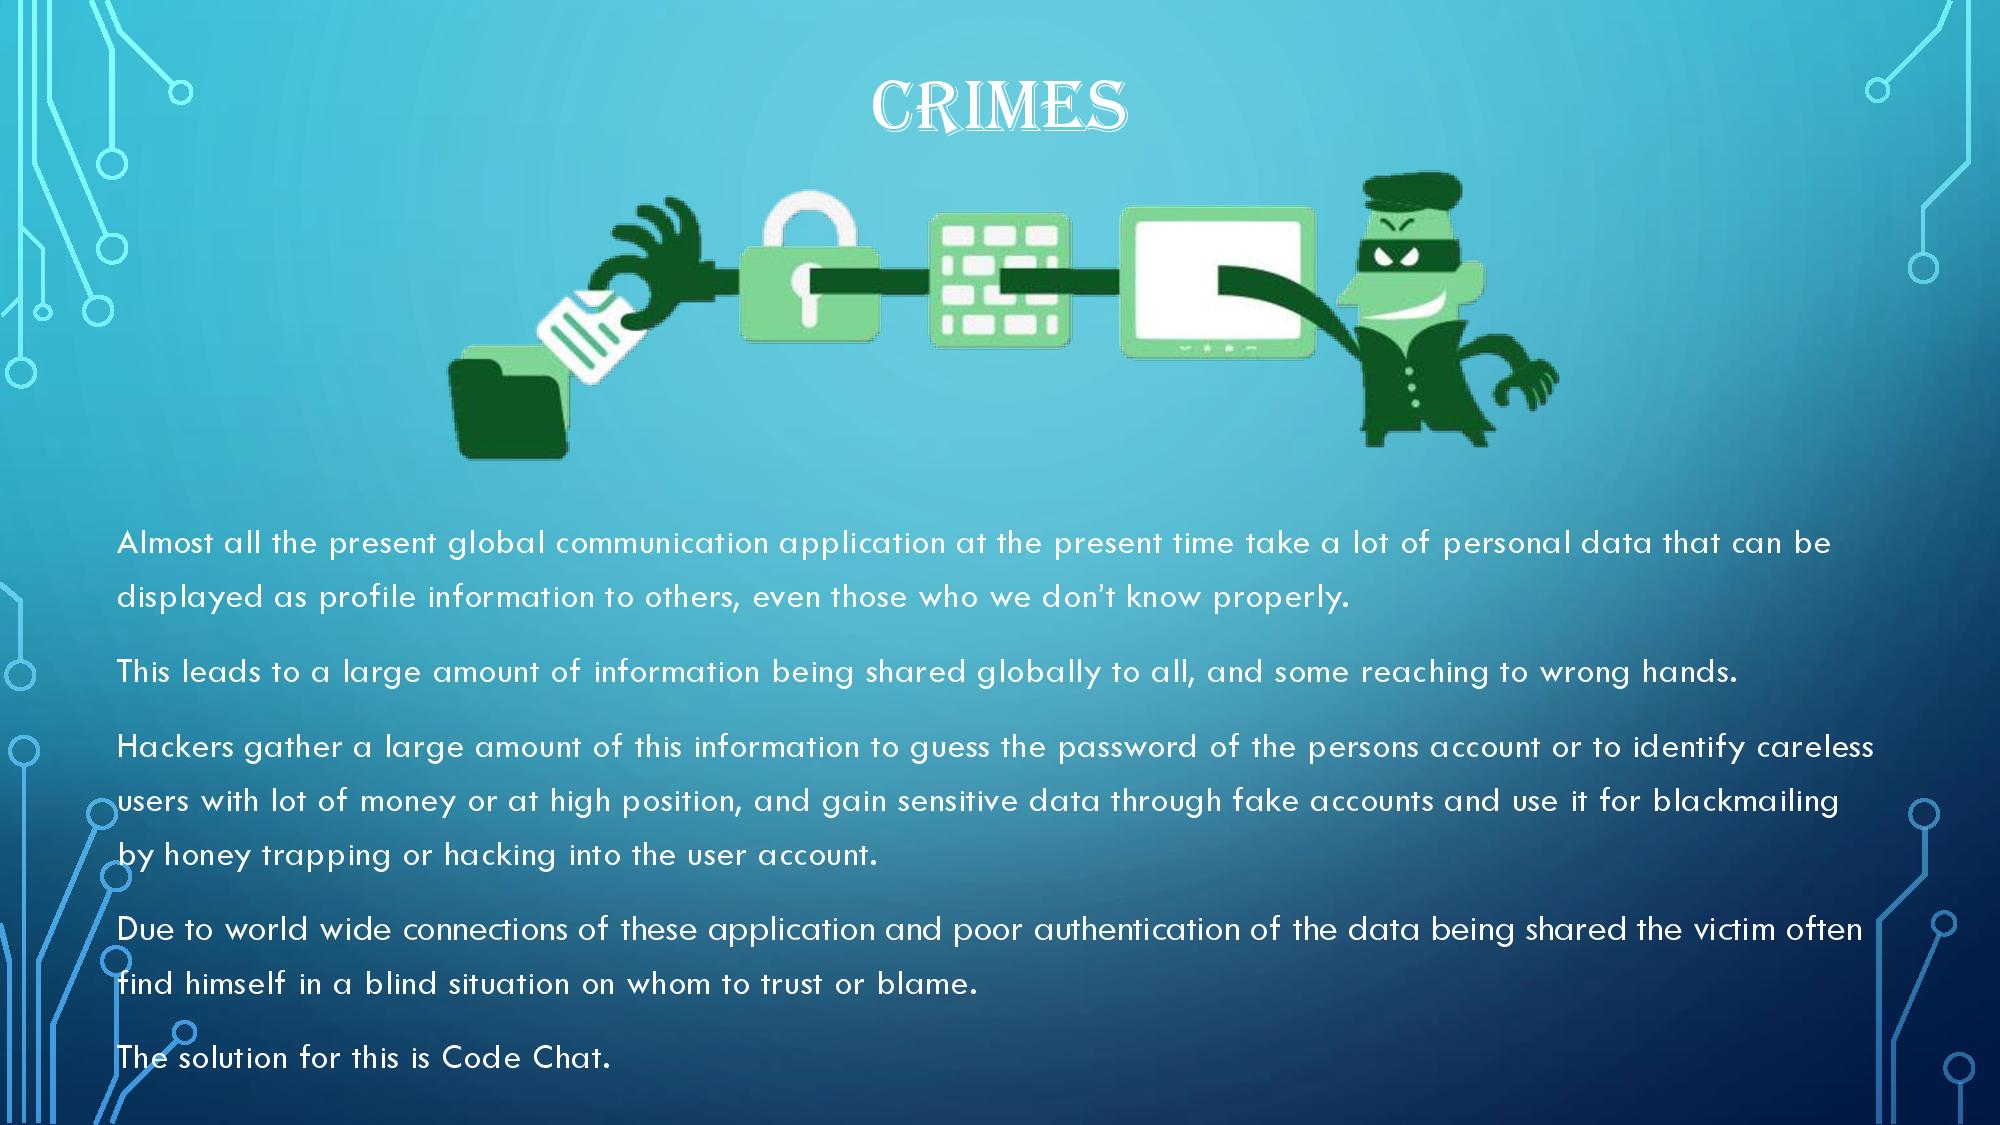 CRIMES
Almost all the present global communication application at the present time take a lot of personal data that can be
displayed as profile information to others, even those who we don’t know properly.
This leads to a large amount of information being shared globally to all, and some reaching to wrong hands.
Hackers gather a large amount of this information to guess the password of the persons account or to identify careless
users with lot of money or at high position, and gain sensitive data through fake accounts and use it for blackmailing
by honey trapping or hacking into the user account.
Due to world wide connections of these application and poor authentication of the data being shared the victim often
find himself in a blind situation on whom to trust or blame.
The solution for this is Code Chat.